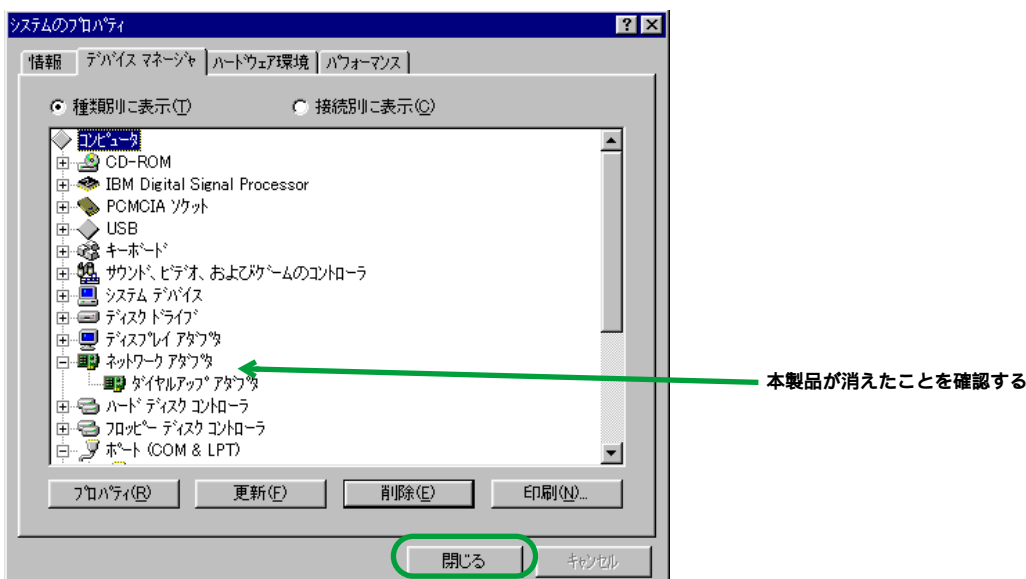 システムのプロパティ
情報 デバイス マネージャ ハードウェア環境 パフォーマンス
種類別に表示(T) 接続別に表示(C)
コンピュータ
CD-ROM
IBM Digital Signal Processor
PCMCIA ソケット
USB
キーボード
サウンド、ビデオ、およびゲームのコントローラ
システム デバイス
ディスク ドライブ
ディスプレイ アダプタ
ネットワーク アダプタ
ダイヤルアップ アダプタ
本製品が消えたことを確認する
ハード ディスク コントローラ
フロッピー ディスク コントローラ
ポート (COM & LPT)
プロパティ(R) 更新(F) 削除(E) 印刷(N)...
閉じる キャンセル